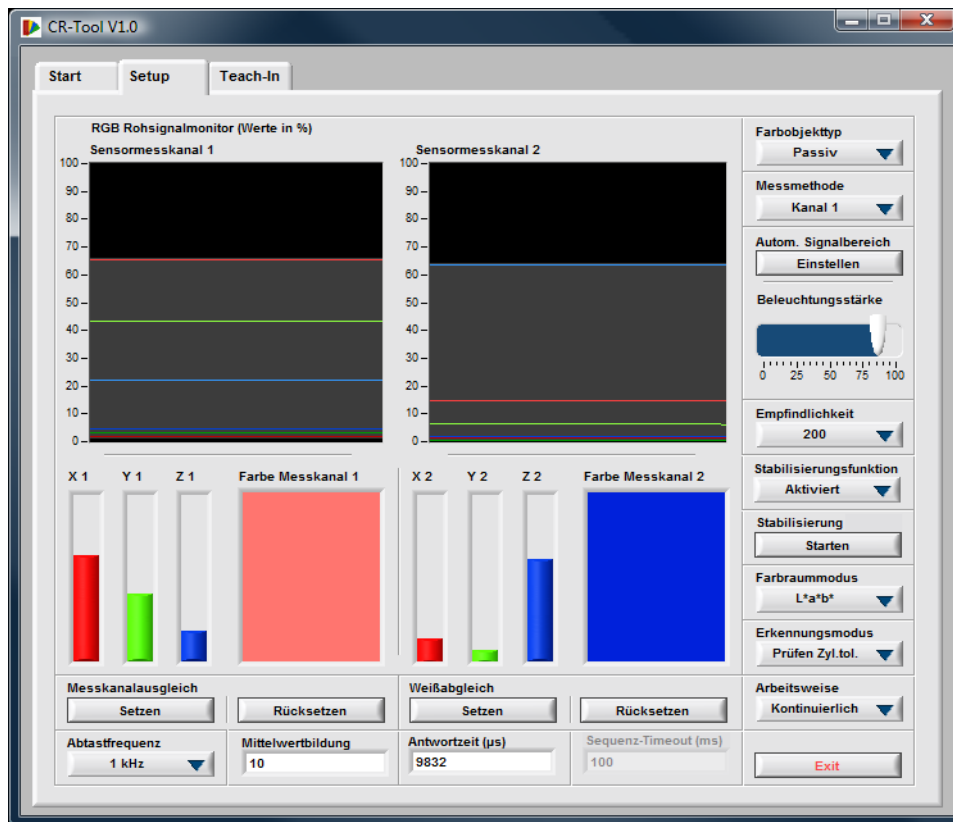 CR-Tool V1.0
Start Setup Teach-In
RGB Rohsignalmonitor (Werte in %)
Sensormesskanal 1
100
90
80
70
60
50
40
30
20
10
0
Sensormesskanal 2
100
90
80
70
60
50
40
30
20
10
0
X 1 Y 1 Z 1 Farbe Messkanal 1
X 2 Y 2 Z 2 Farbe Messkanal 2
Messkanalausgleich
Setzen Rücksetzen
Weißabgleich
Setzen Rücksetzen
Abtastfrequenz
1 kHz
Mittelwertbildung
10
Antwortzeit (µs)
9832
Sequenz-Timeout (ms)
100
Farbobjekttyp
Passiv
Messmethode
Kanal 1
Autom. Signalbereich
Einstellen
Beleuchtungsstärke
0 25 50 75 100
Empfindlichkeit
200
Stabilisierungsfunktion
Aktiviert
Stabilisierung
Starten
Farbraummodus
L*a*b*
Erkennungsmodus
Prüfen Zyl.tol.
Arbeitsweise
Kontinuierlich
Exit